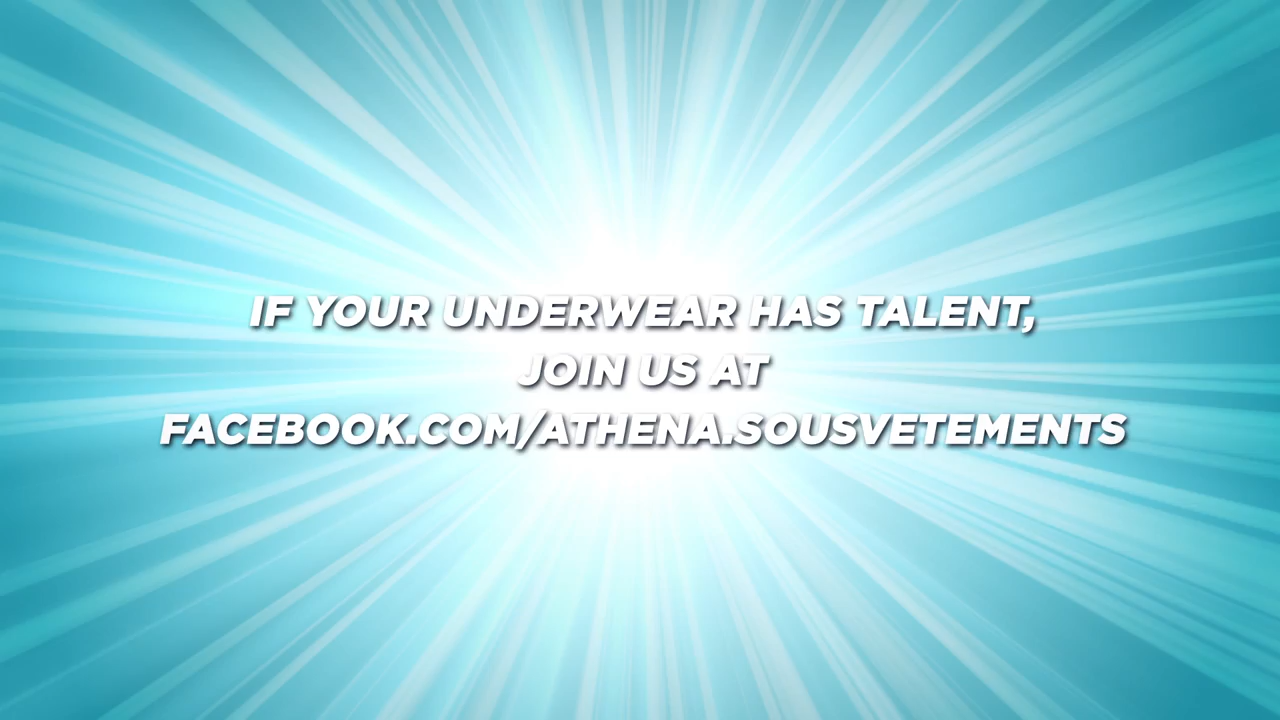 IF YOUR UNDERWEAR HAS TALENT,
JOIN US AT
FACEBOOK.COM/ATHENA.SOUSVETEMENTS